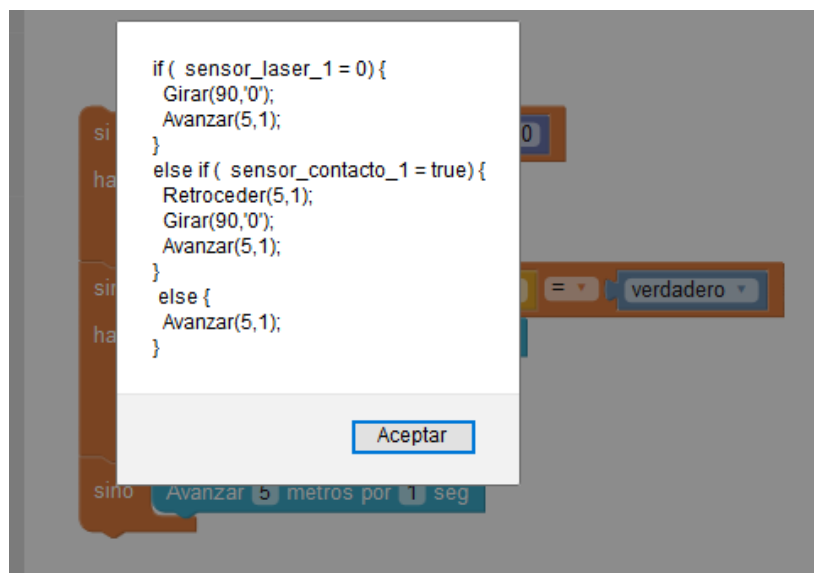 if ( sensor_laser_1 = 0) {
Girar(90,'0');
Avanzar(5,1);
}
else if ( sensor_contacto_1 = true) {
Retroceder(5,1);
Girar(90,'0');
Avanzar(5,1);
}
else {
Avanzar(5,1);
}
Aceptar
si
0
ha
sin
= verdadero
ha
sino Avanzar 5 metros por 1 seg